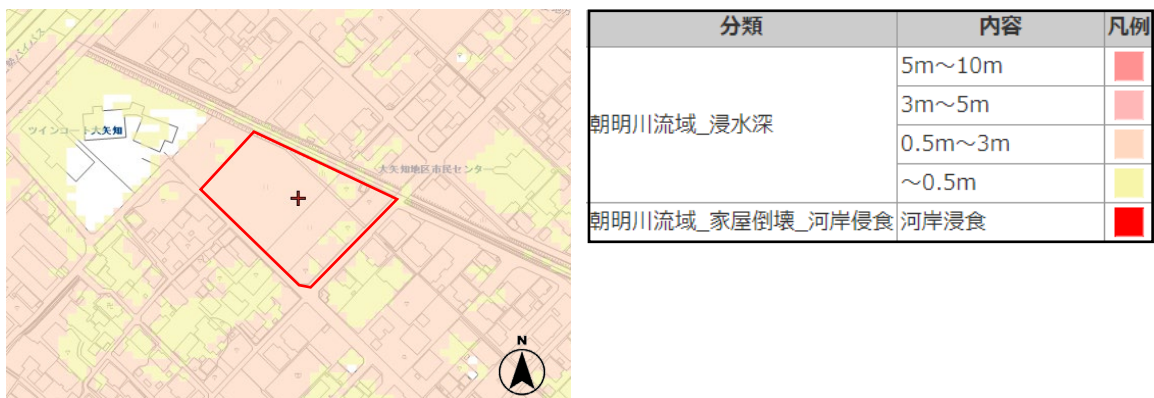 ツインコート大矢知
大矢知地区市民センター
N
分類 内容 凡例
朝明川流域_浸水深
5m～10m
3m～5m
0.5m～3m
～0.5m
朝明川流域_家屋倒壊_河岸侵食 河岸浸食